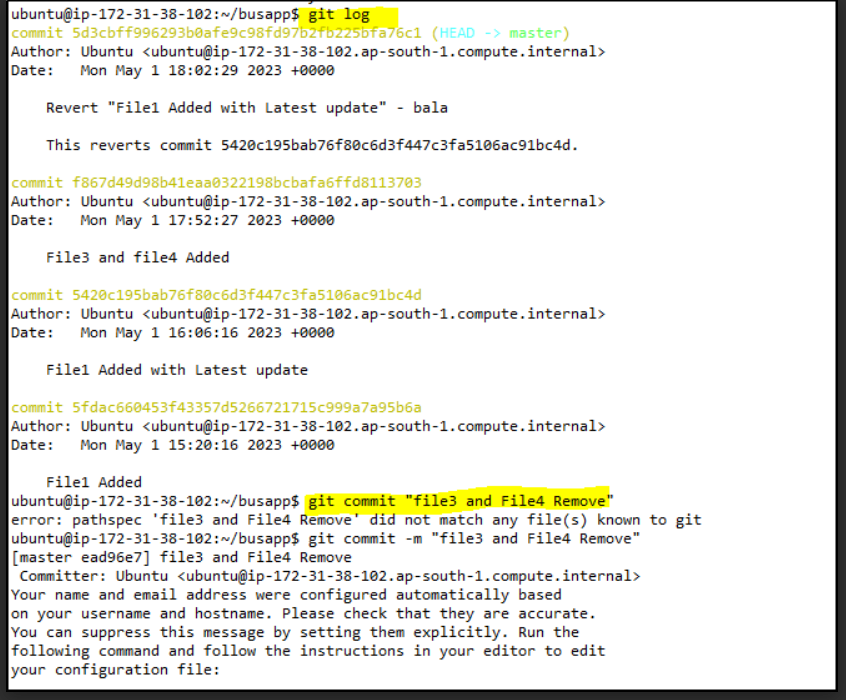 ubuntu@ip-172-31-38-102:~/busapp$ git log
commit 5d3cbff996293b0afe9c98fd97b2fb225bfa76c1 (HEAD -> master)
Author: Ubuntu <ubuntu@ip-172-31-38-102.ap-south-1.compute.internal>
Date:   Mon May 1 18:02:29 2023 +0000
    Revert "File1 Added with Latest update" - bala
    This reverts commit 5420c195bab76f80c6d3f447c3fa5106ac91bc4d.
commit f867d49d98b41eaa0322198bcbafa6ffd8113703
Author: Ubuntu <ubuntu@ip-172-31-38-102.ap-south-1.compute.internal>
Date:   Mon May 1 17:52:27 2023 +0000
    File3 and file4 Added
commit 5420c195bab76f80c6d3f447c3fa5106ac91bc4d
Author: Ubuntu <ubuntu@ip-172-31-38-102.ap-south-1.compute.internal>
Date:   Mon May 1 16:06:16 2023 +0000
    File1 Added with Latest update
commit 5fdac660453f43357d5266721715c999a7a95b6a
Author: Ubuntu <ubuntu@ip-172-31-38-102.ap-south-1.compute.internal>
Date:   Mon May 1 15:20:16 2023 +0000
    File1 Added
ubuntu@ip-172-31-38-102:~/busapp$ git commit "file3 and File4 Remove"
error: pathspec 'file3 and File4 Remove' did not match any file(s) known to git
ubuntu@ip-172-31-38-102:~/busapp$ git commit -m "file3 and File4 Remove"
[master ead96e7] file3 and File4 Remove
 Committer: Ubuntu <ubuntu@ip-172-31-38-102.ap-south-1.compute.internal>
Your name and email address were configured automatically based
on your username and hostname. Please check that they are accurate.
You can suppress this message by setting them explicitly. Run the
following command and follow the instructions in your editor to edit
your configuration file: